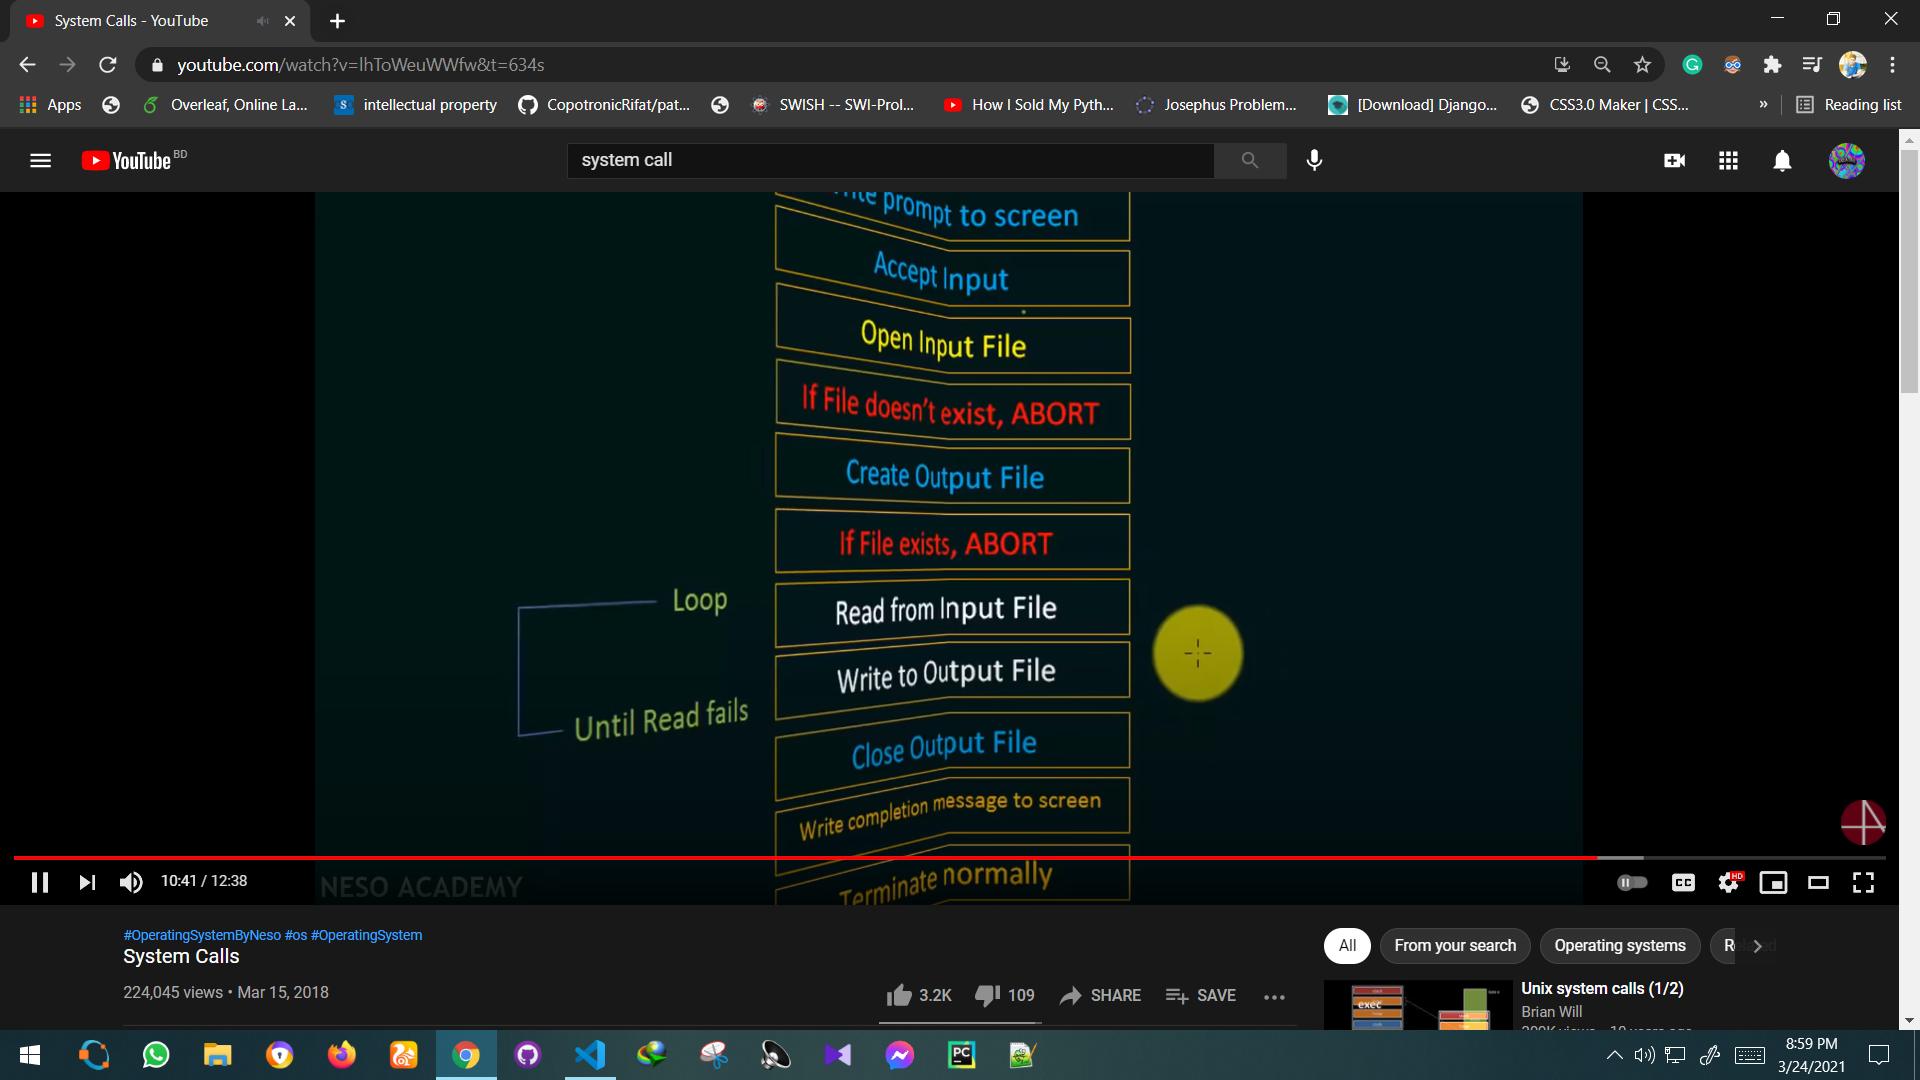 System Calls - YouTube
youtube.com/watch?v=lhToWeuWWfw&t=634s
Apps
Overleaf, Online La...
intellectual property
CopotronicRifat/pat...
SWISH -- SWI-Prol...
How I Sold My Pyth...
Josephus Problem...
[Download] Django...
CSS3.0 Maker | CSS...
»
Reading list
YouTube BD
system call
prompt to screen
Accept Input
Open Input File
If File doesn't exist, ABORT
Create Output File
If File exists, ABORT
Loop
Read from Input File
Write to Output File
Until Read fails
Close Output File
Write completion message to screen
Terminate normally
10:41 / 12:38
NESO ACADEMY
CC
HD
#OperatingSystemByNeso #os #OperatingSystem
System Calls
224,045 views • Mar 15, 2018
3.2K
109
SHARE
SAVE
All
From your search
Operating systems
Unix system calls (1/2)
Brian Will
exec
PC
8:59 PM
3/24/2021